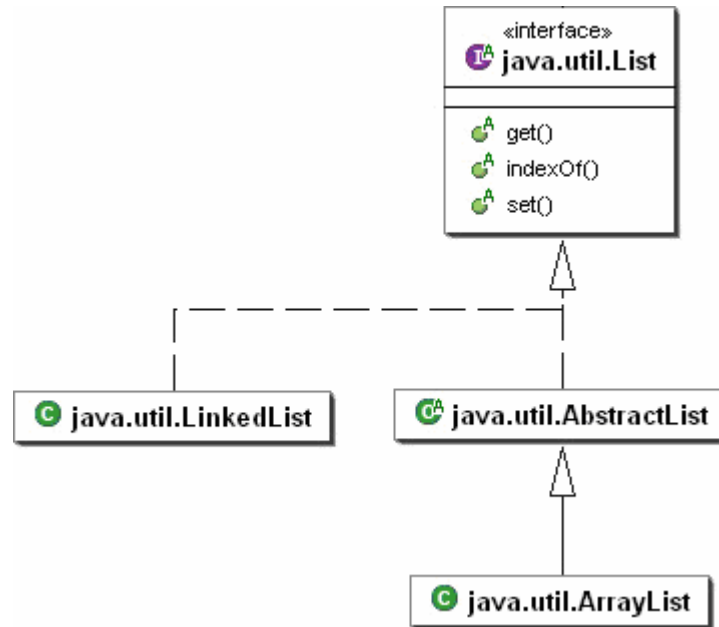 «interface»
I A java.util.List
A get()
A indexOf()
A set()
C java.util.LinkedList
C A java.util.AbstractList
C java.util.ArrayList